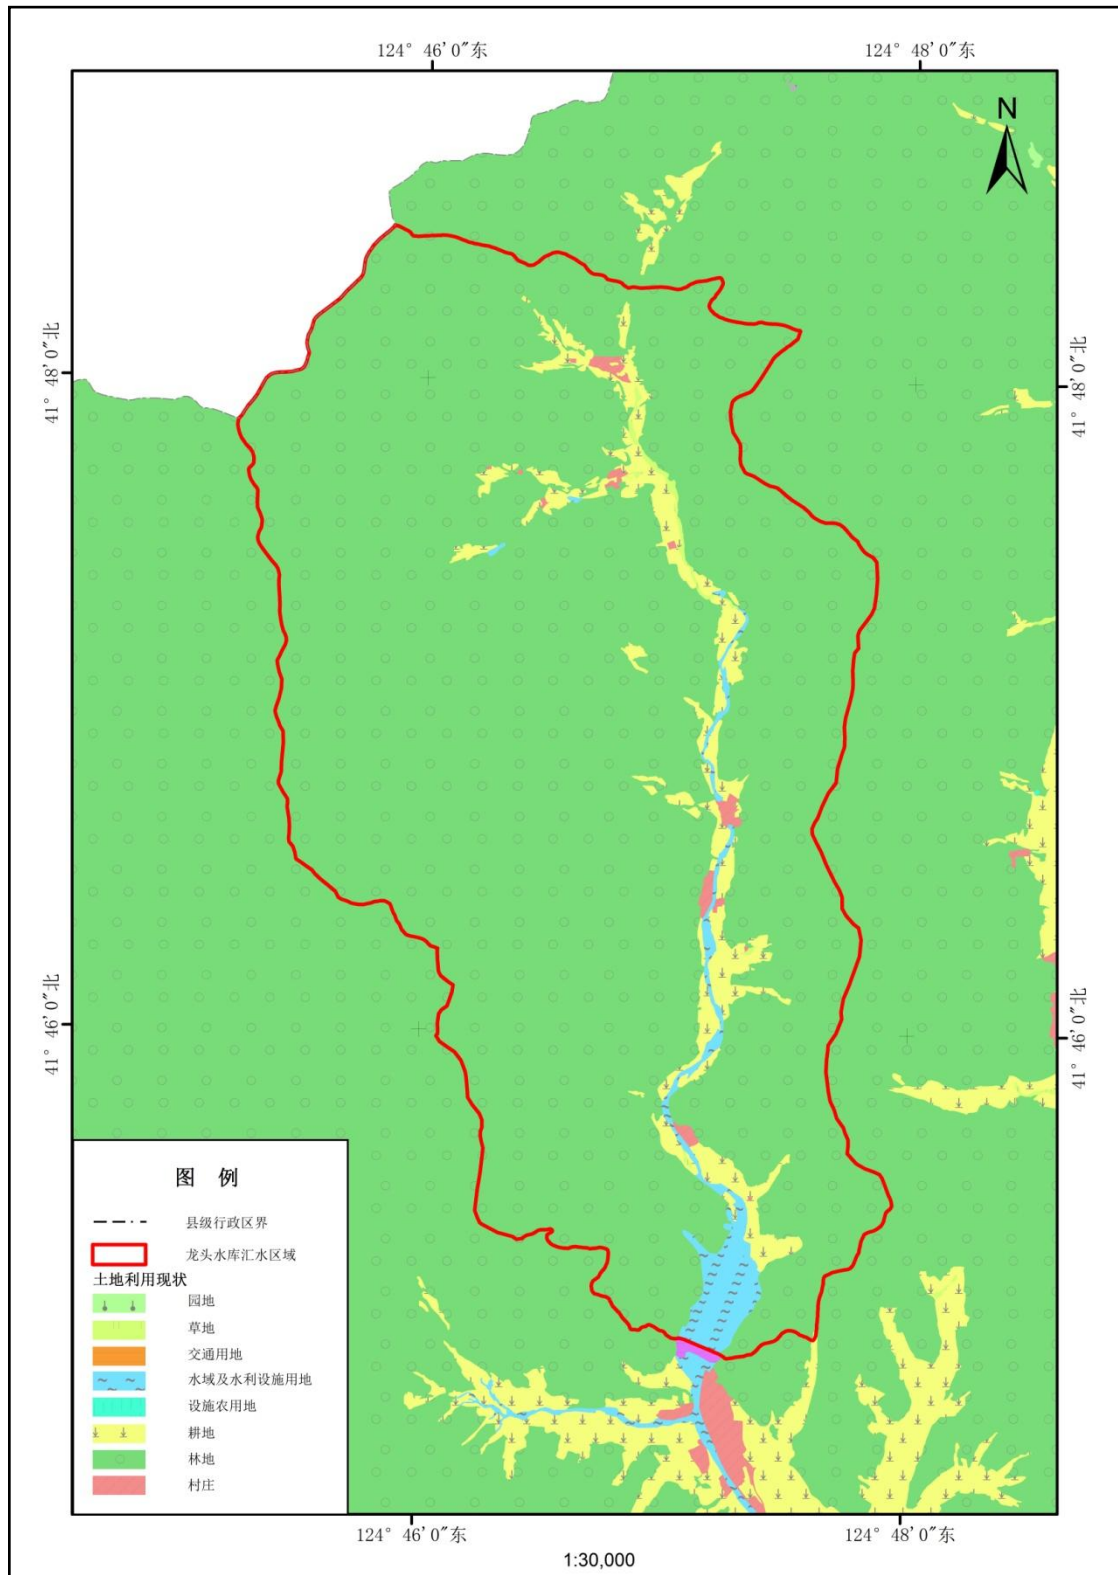 124° 46′0″东
124° 48′0″东
N
41° 48′0″北
41° 48′0″北
41° 46′0″北
41° 46′0″北
图 例
县级行政区界
龙头水库汇水区域
土地利用现状
园地
草地
交通用地
水域及水利设施用地
设施农用地
耕地
林地
村庄
124° 46′0″东
124° 48′0″东
1:30,000